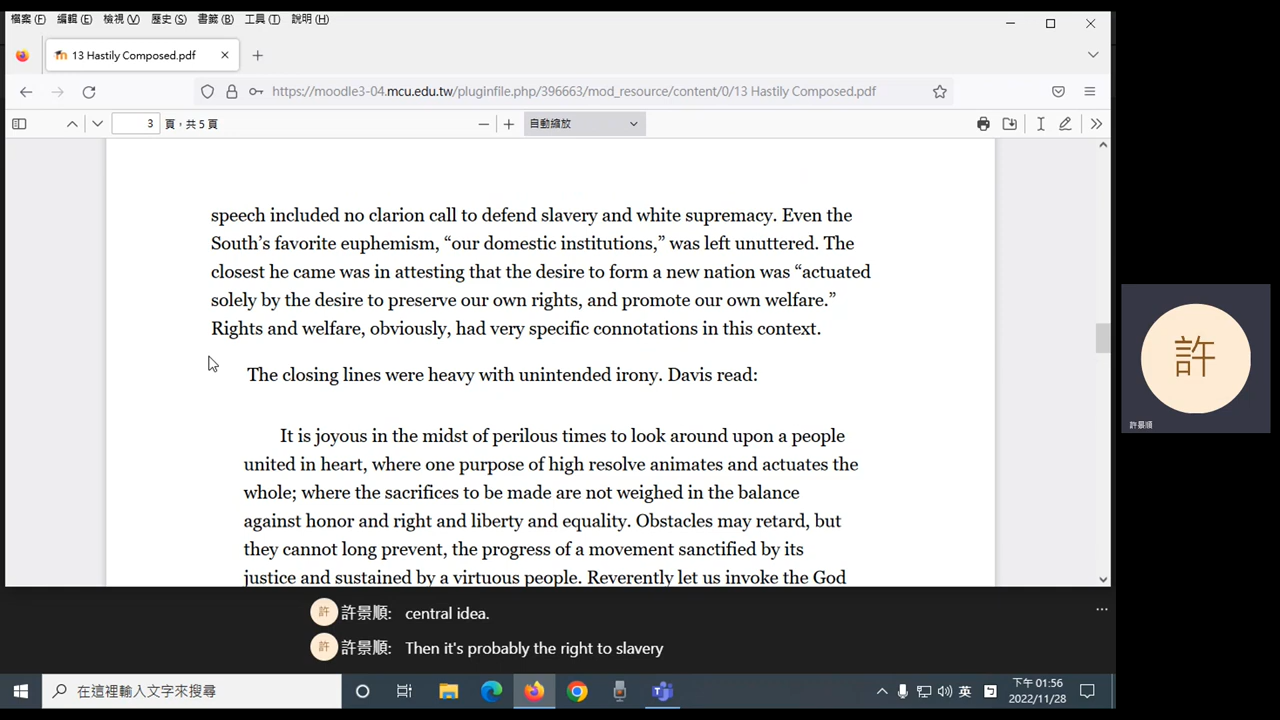 檔案(F) 編輯(E) 檢視(V) 歷史(S) 書籤(B) 工具(T) 說明(H)
13 Hastily Composed.pdf
https://moodle3-04.mcu.edu.tw/pluginfile.php/396663/mod_resource/content/0/13 Hastily Composed.pdf
3 頁，共 5 頁 自動縮放
speech included no clarion call to defend slavery and white supremacy. Even the
South’s favorite euphemism, “our domestic institutions,” was left unuttered. The
closest he came was in attesting that the desire to form a new nation was “actuated
solely by the desire to preserve our own rights, and promote our own welfare.”
Rights and welfare, obviously, had very specific connotations in this context.
The closing lines were heavy with unintended irony. Davis read:
It is joyous in the midst of perilous times to look around upon a people
united in heart, where one purpose of high resolve animates and actuates the
whole; where the sacrifices to be made are not weighed in the balance
against honor and right and liberty and equality. Obstacles may retard, but
they cannot long prevent, the progress of a movement sanctified by its
justice and sustained by a virtuous people. Reverently let us invoke the God
許
許景順
許 許景順: central idea.
許 許景順: Then it's probably the right to slavery
在這裡輸入文字來搜尋
英
下午 01:56
2022/11/28